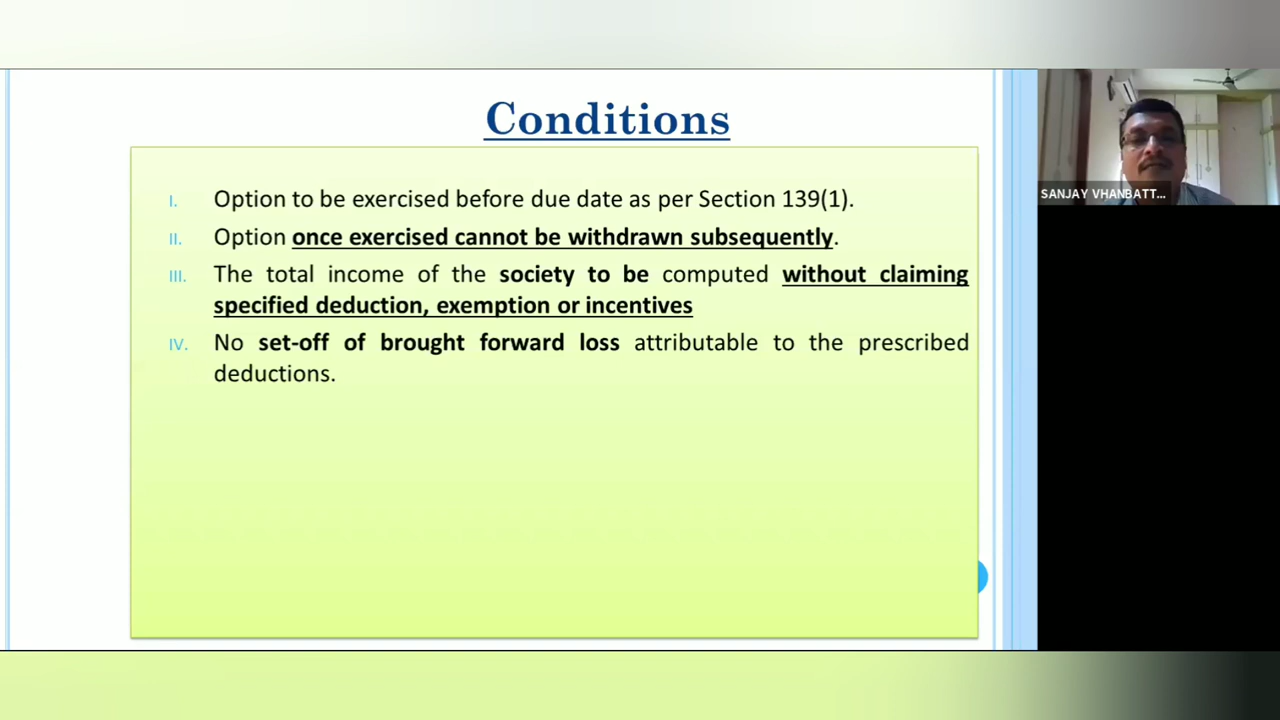 Conditions
I. Option to be exercised before due date as per Section 139(1).
II. Option once exercised cannot be withdrawn subsequently.
III. The total income of the society to be computed without claiming
specified deduction, exemption or incentives
IV. No set-off of brought forward loss attributable to the prescribed
deductions.
SANJAY VHANBATT...